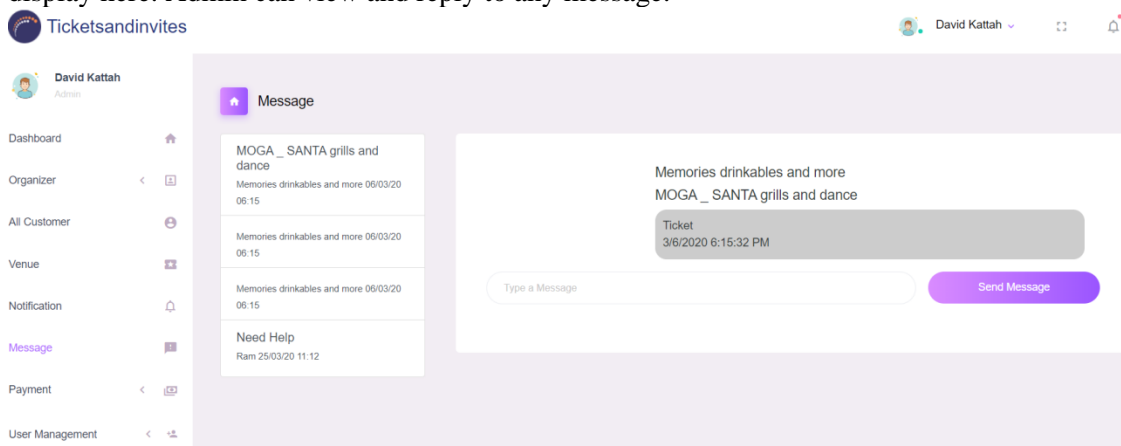 display here. Admin can view and reply to any message.
Ticketsandinvites
David Kattah
David Kattah
Admin
Message
Dashboard
Organizer
All Customer
Venue
Notification
Message
Payment
User Management
MOGA _ SANTA grills and
dance
Memories drinkables and more 06/03/20
06:15
Memories drinkables and more 06/03/20
06:15
Memories drinkables and more 06/03/20
06:15
Need Help
Ram 25/03/20 11:12
Memories drinkables and more
MOGA _ SANTA grills and dance
Ticket
3/6/2020 6:15:32 PM
Type a Message
Send Message